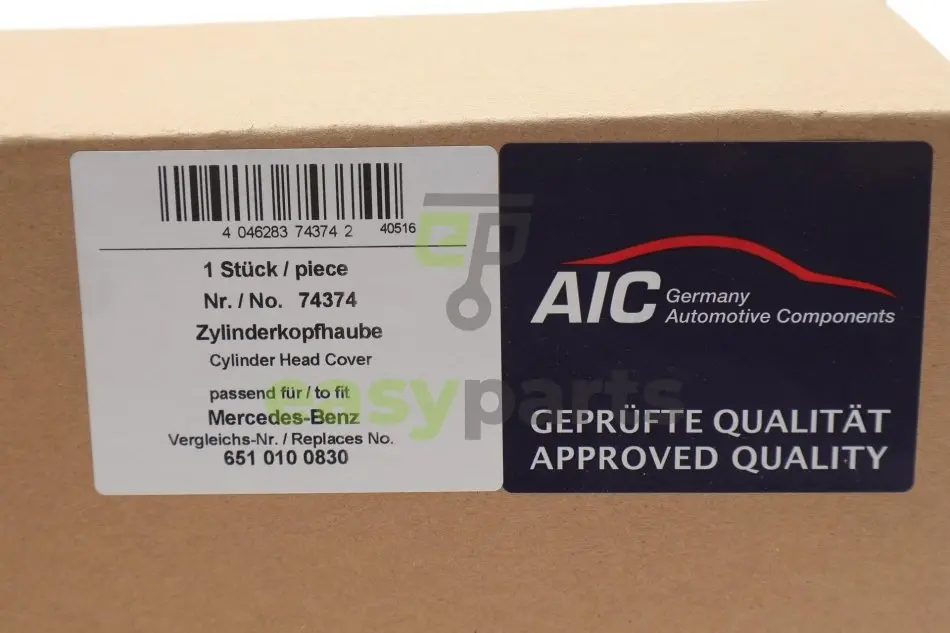 4 046283 74374 2 40516
1 Stück / piece
Nr. / No. 74374
Zylinderkopfhaube
Cylinder Head Cover
passend für / to fit
Mercedes-Benz
Vergleichs-Nr. / Replaces No.
651 010 0830
AIC Germany
Automotive Components
GEPRÜFTE QUALITÄT
APPROVED QUALITY
ep
easyparts